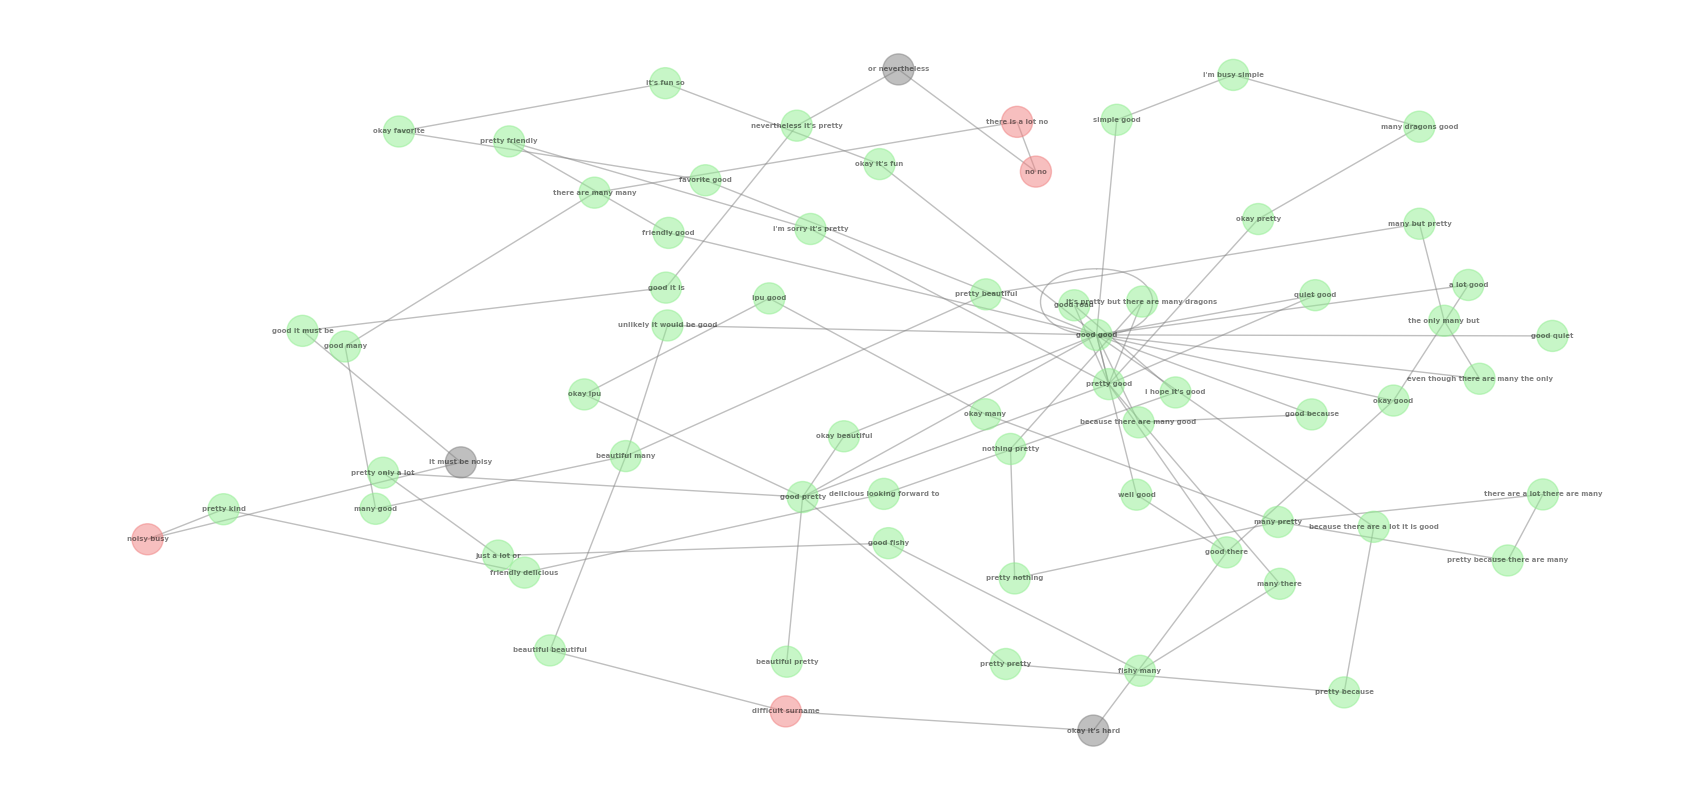 or nevertheless
i'm busy simple
it's fun so
there is a lot no
simple good
nevertheless it's pretty
many dragons good
okay favorite
pretty friendly
okay it's fun
no no
favorite good
there are many many
okay pretty
many but pretty
i'm sorry it's pretty
friendly good
a lot good
good it is
pretty beautiful
quiet good
ipu good
it's pretty but there are many dragons
good read
the only many but
unlikely it would be good
good it must be
good good
good quiet
good many
even though there are many the only
pretty good
i hope it's good
okay ipu
okay good
okay many
good because
because there are many good
okay beautiful
nothing pretty
beautiful many
it must be noisy
pretty only a lot
delicious looking forward to
there are a lot there are many
well good
good pretty
pretty kind
many good
many pretty
because there are a lot it is good
noisy busy
good fishy
good there
just a lot or
pretty because there are many
friendly delicious
pretty nothing
many there
beautiful beautiful
beautiful pretty
pretty pretty
fishy many
pretty because
difficult surname
okay it's hard